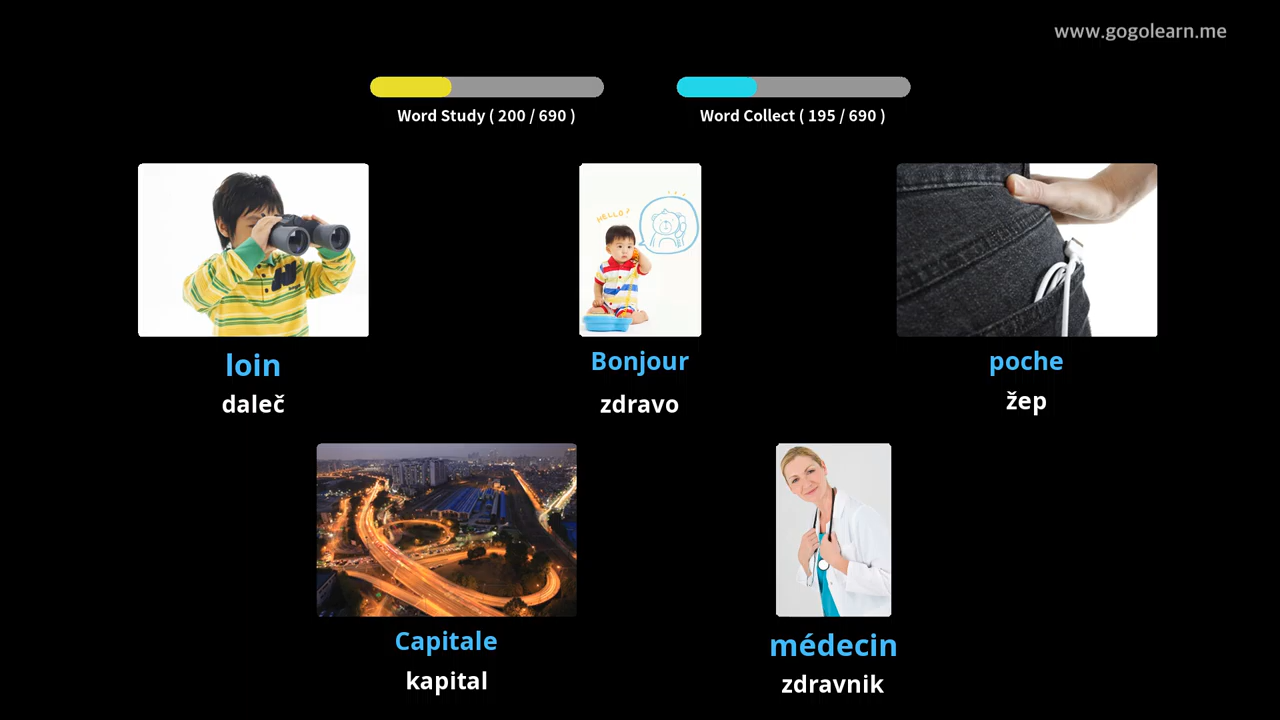 www.gogolearn.me
Word Study ( 200 / 690 )
Word Collect ( 195 / 690 )
HELLO?
loin
daleč
Bonjour
zdravo
poche
žep
Capitale
kapital
médecin
zdravnik